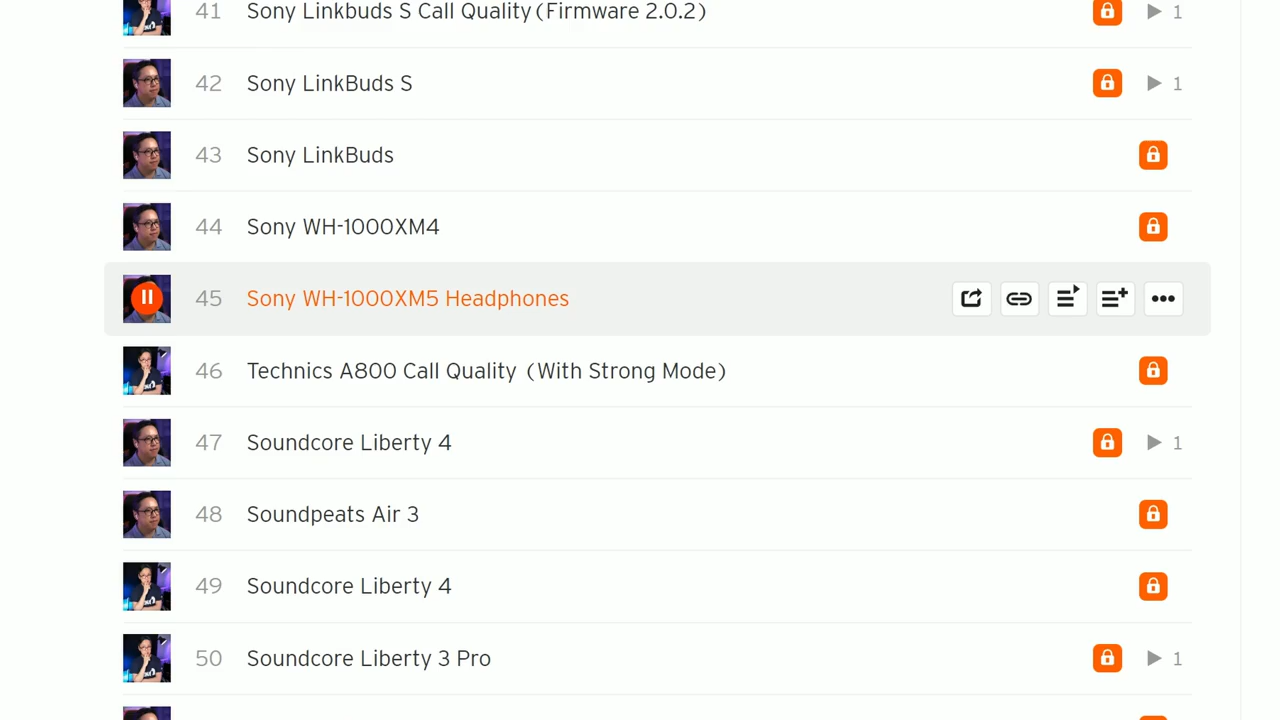 41 Sony Linkbuds S Call Quality (Firmware 2.0.2) 1
42 Sony LinkBuds S 1
43 Sony LinkBuds
44 Sony WH-1000XM4
45 Sony WH-1000XM5 Headphones
46 Technics A800 Call Quality (With Strong Mode)
47 Soundcore Liberty 4 1
48 Soundpeats Air 3
49 Soundcore Liberty 4
50 Soundcore Liberty 3 Pro 1